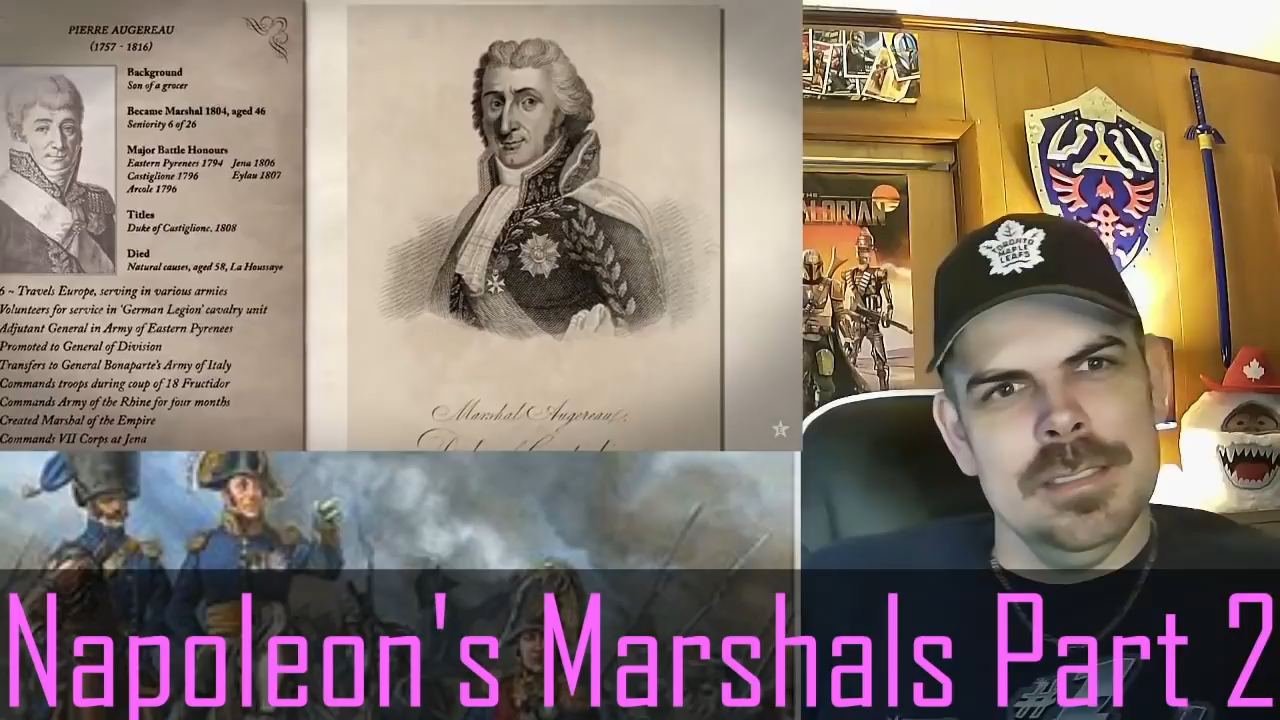 PIERRE AUGEREAU
(1757 - 1816)
Background
Son of a grocer
Became Marshal 1804, aged 46
Seniority 6 of 26
Major Battle Honours
Eastern Pyrenees 1794 Jena 1806
Castiglione 1796 Eylau 1807
Arcole 1796
Titles
Duke of Castiglione, 1808
Died
Natural causes, aged 58, La Houssaye
6 ~ Travels Europe, serving in various armies
Volunteers for service in 'German Legion' cavalry unit
Adjutant General in Army of Eastern Pyrenees
Promoted to General of Division
Transfers to General Bonaparte's Army of Italy
Commands troops during coup of 18 Fructidor
Commands Army of the Rhine for four months
Created Marshal of the Empire
Commands VII Corps at Jena
Marshal Augereau,
THE
ALORIAN
TORONTO
MAPLE
LEAFS
Napoleon's Marshals Part 2